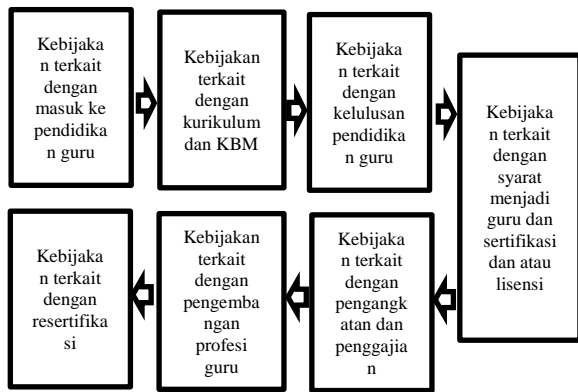 Kebijaka
n terkait
dengan
masuk ke
pendidika
n guru
Kebijakan
terkait
dengan
kurikulum
dan KBM
Kebijaka
n terkait
dengan
kelulusan
pendidika
n guru
Kebijaka
n terkait
dengan
syarat
menjadi
guru dan
sertifikasi
dan atau
lisensi
Kebijaka
n terkait
dengan
pengangk
atan dan
penggajia
n
Kebijakan
terkait
dengan
pengemba
ngan
profesi
guru
Kebijaka
n terkait
dengan
resertifika
si